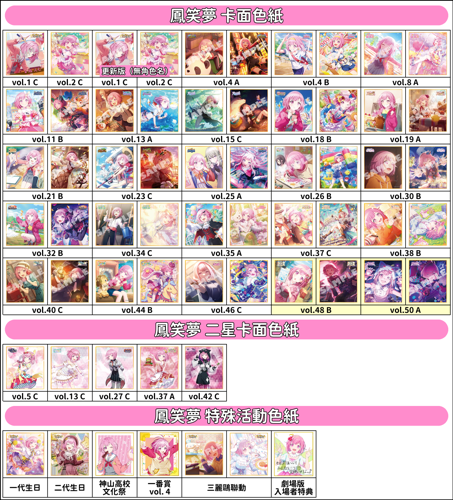 鳳笑夢 卡面色紙
更新版（無角色名）
vol.1 C vol.2 C vol.1 C vol.2 C vol.4 A vol.4 B vol.8 A
vol.11 B vol.13 A vol.15 C vol.18 B vol.19 A
vol.21 B vol.23 C vol.25 A vol.26 B vol.30 B
vol.32 B vol.34 C vol.35 A vol.37 C vol.38 B
vol.40 C vol.44 B vol.46 C vol.48 B vol.50 A
鳳笑夢 二星卡面色紙
vol.5 C vol.13 C vol.27 C vol.37 A vol.42 C
鳳笑夢 特殊活動色紙
一代生日 二代生日 神山高校 一番賞 三麗鷗聯動 劇場版
文化祭 vol. 4 入場者特典